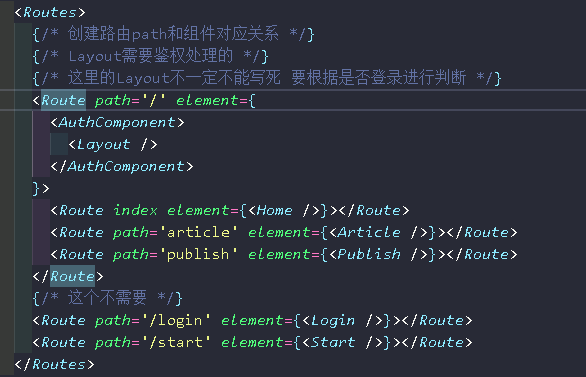 <Routes>
{/* 创建路由path和组件对应关系 */}
{/* Layout需要鉴权处理的 */}
{/* 这里的Layout不一定不能写死 要根据是否登录进行判断 */}
<Route path='/' element={
<AuthComponent>
<Layout />
</AuthComponent>
}>
<Route index element={<Home />}></Route>
<Route path='article' element={<Article />}></Route>
<Route path='publish' element={<Publish />}></Route>
</Route>
{/* 这个不需要 */}
<Route path='/login' element={<Login />}></Route>
<Route path='/start' element={<Start />}></Route>
</Routes>